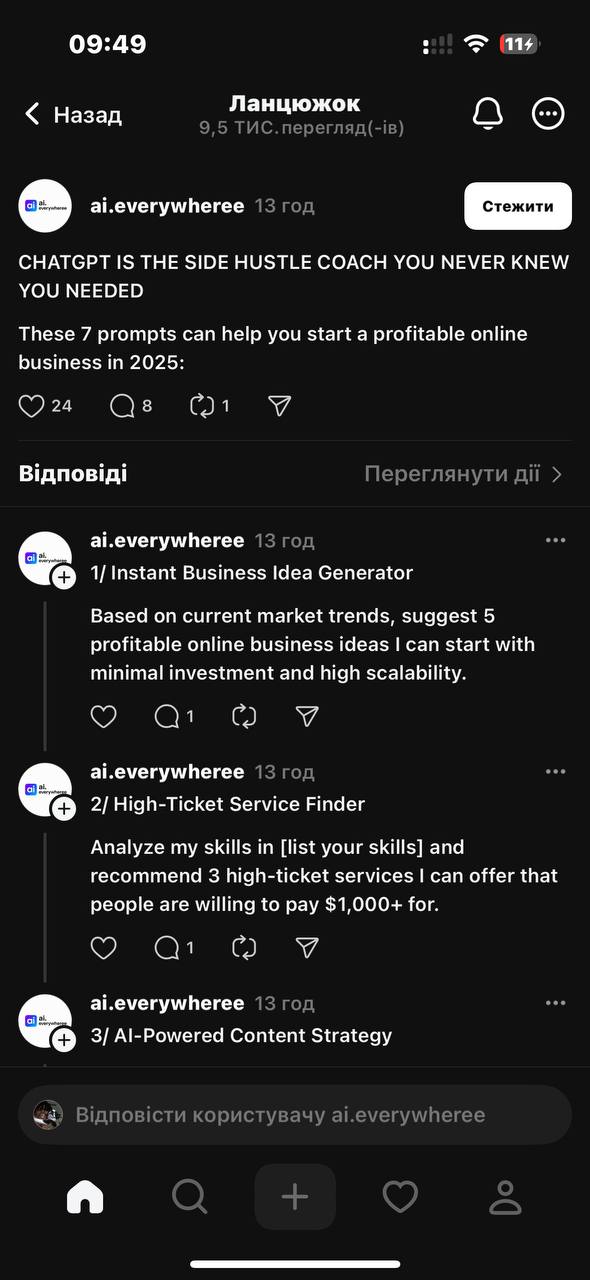 09:49
11
Назад
Ланцюжок
9,5 ТИС.перегляд(-ів)
ai.everywheree 13 год
Стежити
CHATGPT IS THE SIDE HUSTLE COACH YOU NEVER KNEW
YOU NEEDED
These 7 prompts can help you start a profitable online
business in 2025:
24 8 1
Відповіді
Переглянути дії
ai.everywheree 13 год
1/ Instant Business Idea Generator
Based on current market trends, suggest 5
profitable online business ideas I can start with
minimal investment and high scalability.
1
ai.everywheree 13 год
2/ High-Ticket Service Finder
Analyze my skills in [list your skills] and
recommend 3 high-ticket services I can offer that
people are willing to pay $1,000+ for.
1
ai.everywheree 13 год
3/ AI-Powered Content Strategy
Відповісти користувачу ai.everywheree